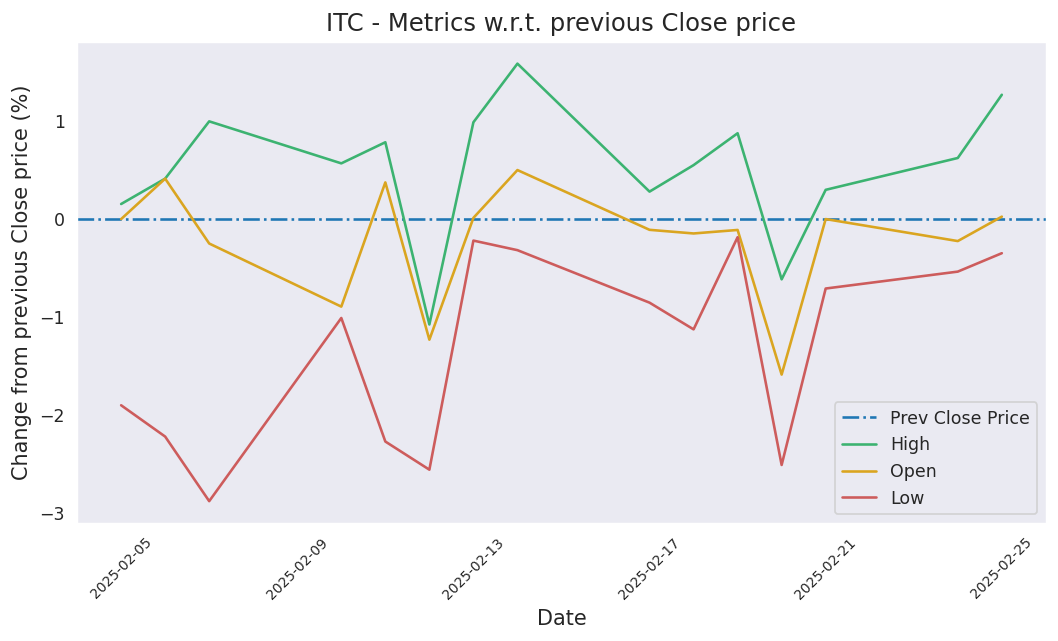 ITC - Metrics w.r.t. previous Close price
Change from previous Close price (%)
1
0
−1
−2
−3
Prev Close Price
High
Open
Low
2025-02-05
2025-02-09
2025-02-13
2025-02-17
2025-02-21
2025-02-25
Date